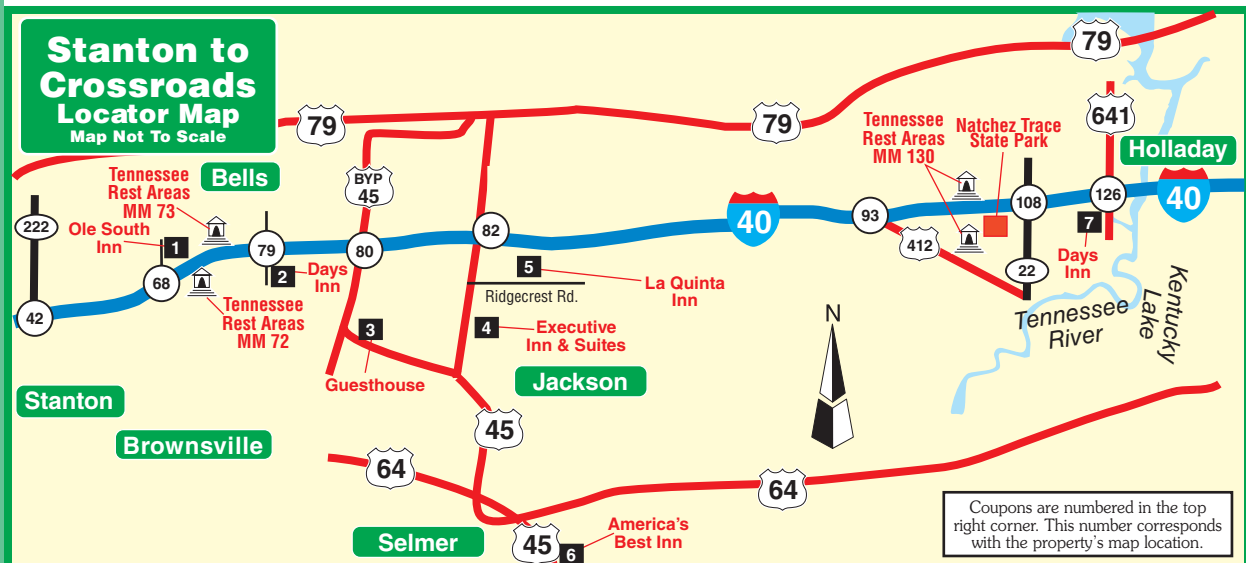 Stanton to
Crossroads
Locator Map
Map Not To Scale
79
79
79
641
Tennessee
Rest Areas
MM 130
Natchez Trace
State Park
Holladay
Bells
Tennessee
Rest Areas
MM 73
BYP
45
222
Ole South
Inn
1
68
79
2
Days
Inn
80
82
40
93
412
108
22
126
7
Days
Inn
40
42
Tennessee
Rest Areas
MM 72
5
La Quinta
Inn
Ridgecrest Rd.
3
Guesthouse
4
Executive
Inn & Suites
N
Tennessee
River
Kentucky
Lake
Stanton
Jackson
Brownsville
45
64
64
Selmer
45
6
America's
Best Inn
Coupons are numbered in the top
right corner. This number corresponds
with the property's map location.